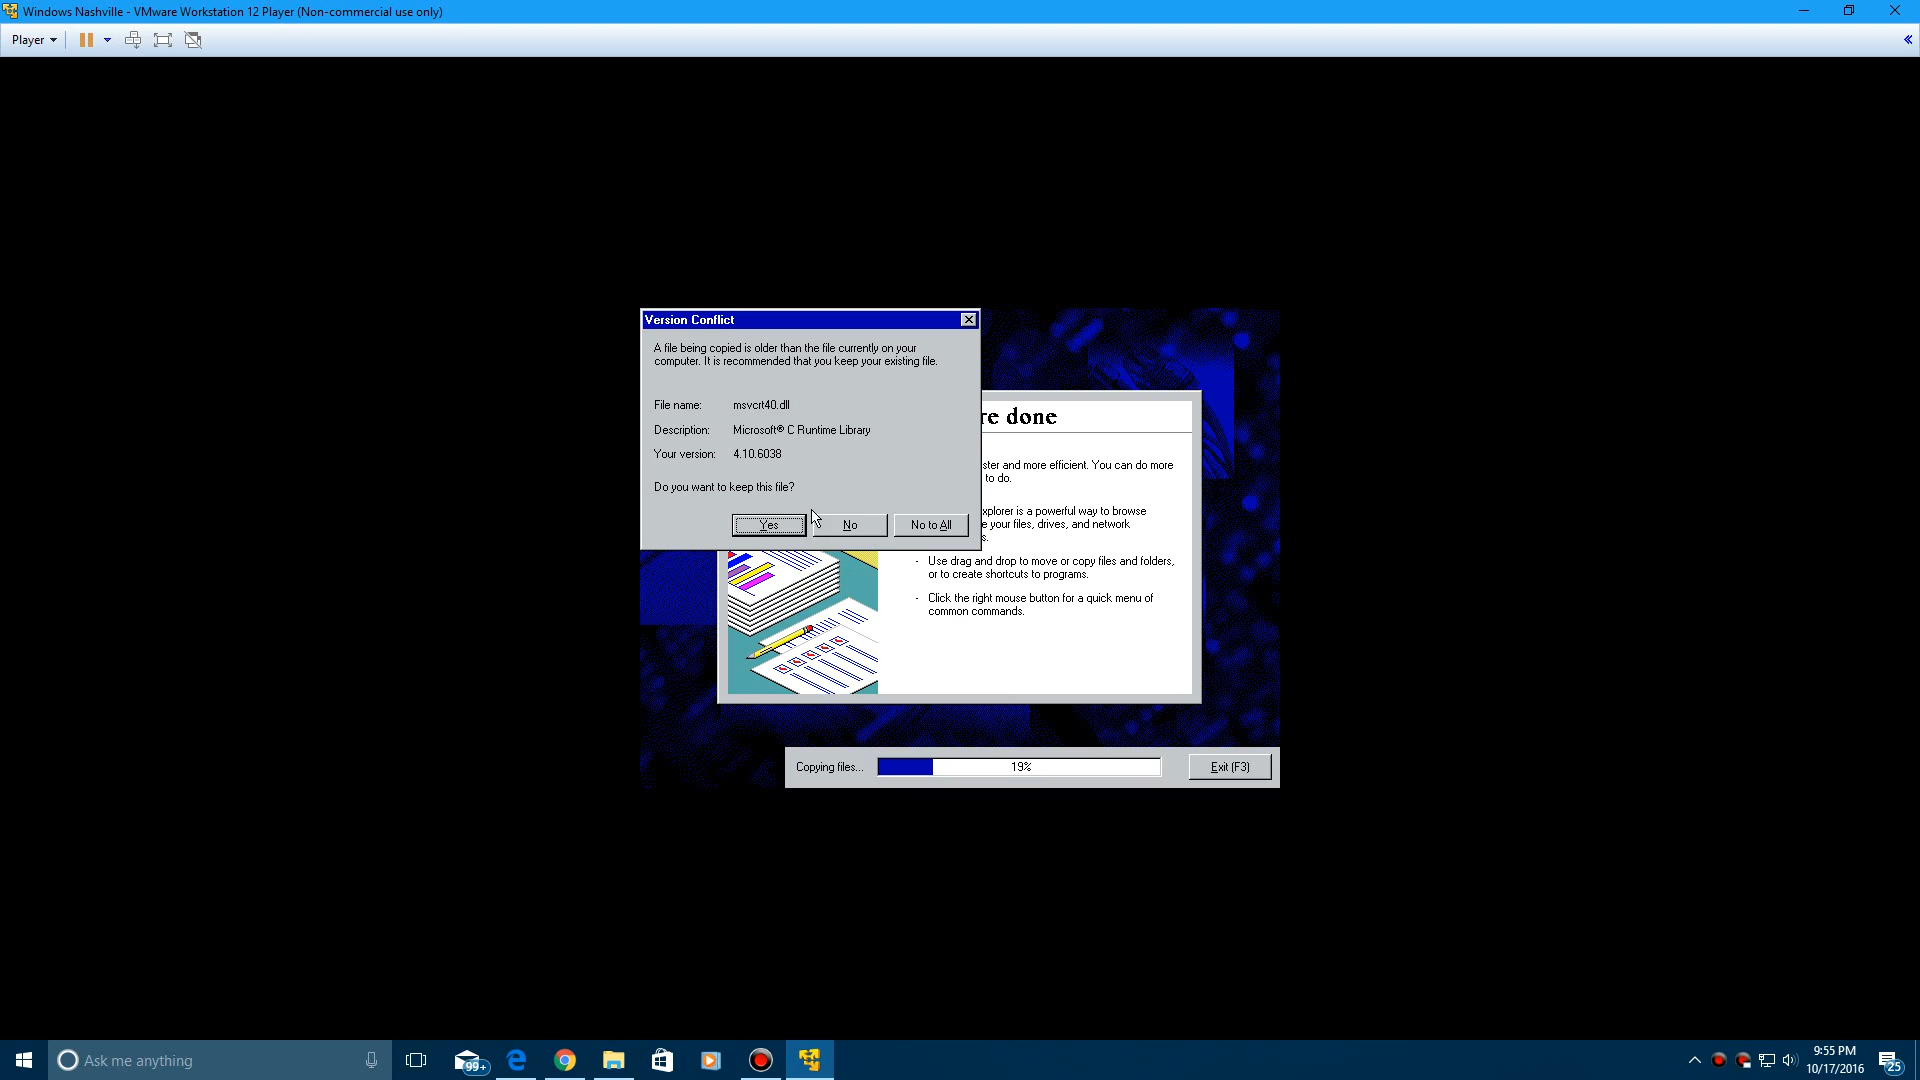 Windows Nashville - VMware Workstation 12 Player (Non-commercial use only)
Player
Version Conflict
A file being copied is older than the file currently on your
computer. It is recommended that you keep your existing file.
File name: msvcrt40.dll
Description: Microsoft® C Runtime Library
Your version: 4.10.6038
Do you want to keep this file?
Yes No No to All
re done
ster and more efficient. You can do more
to do.
xplorer is a powerful way to browse
e your files, drives, and network
s.
- Use drag and drop to move or copy files and folders,
or to create shortcuts to programs.
- Click the right mouse button for a quick menu of
common commands.
Copying files... 19% Exit (F3)
Ask me anything
99+
9:55 PM
10/17/2016
25